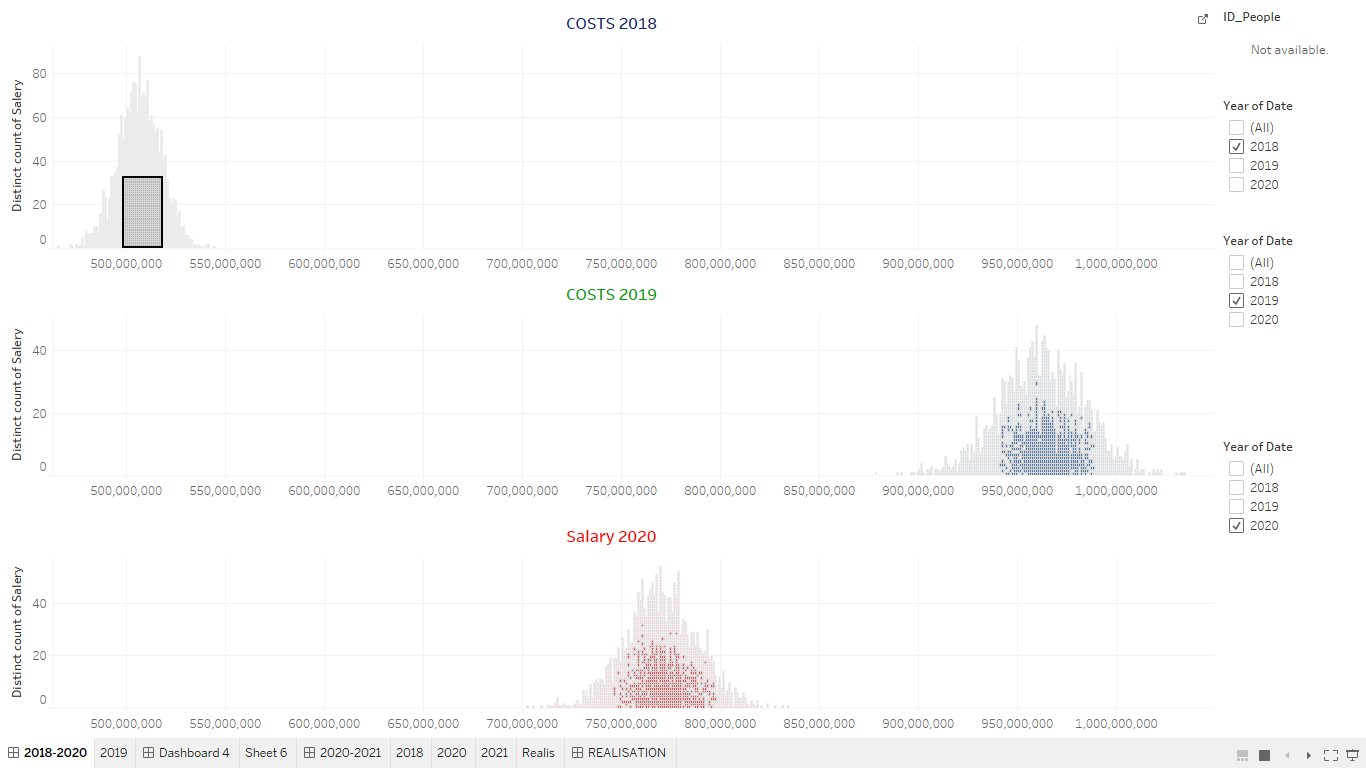 COSTS 2018
ID_People
Not available.
Distinct count of Salery
80
60
40
20
0
500,000,000 550,000,000 600,000,000 650,000,000 700,000,000 750,000,000 800,000,000 850,000,000 900,000,000 950,000,000 1,000,000,000
Year of Date
(All)
2018
2019
2020
COSTS 2019
Distinct count of Salery
40
20
0
500,000,000 550,000,000 600,000,000 650,000,000 700,000,000 750,000,000 800,000,000 850,000,000 900,000,000 950,000,000 1,000,000,000
Year of Date
(All)
2018
2019
2020
Salary 2020
Distinct count of Salery
40
20
0
500,000,000 550,000,000 600,000,000 650,000,000 700,000,000 750,000,000 800,000,000 850,000,000 900,000,000 950,000,000 1,000,000,000
Year of Date
(All)
2018
2019
2020
2018-2020 2019 Dashboard 4 Sheet 6 2020-2021 2018 2020 2021 Realis REALISATION